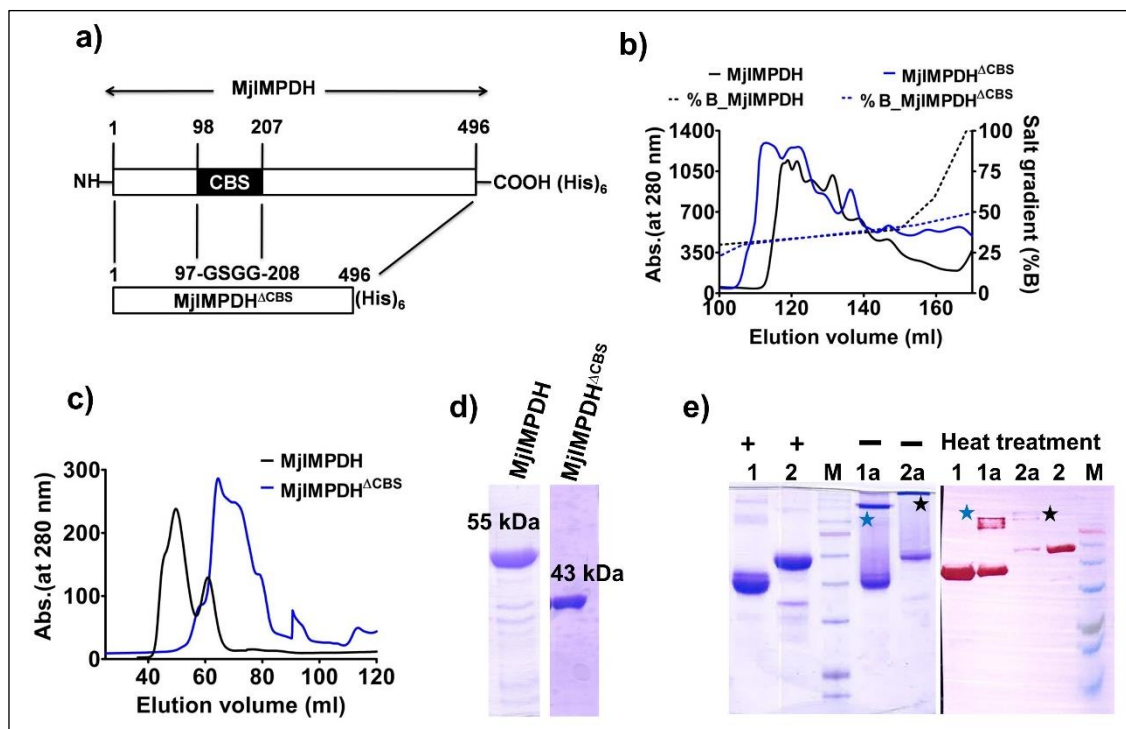 a)
MjIMPDH
1 98 207 496
NH CBS COOH (His)6
1 97-GSGG-208 496
MjIMPDHΔCBS (His)6
b)
MjIMPDH MjIMPDHΔCBS
% B_MjIMPDH % B_MjIMPDHΔCBS
Abs.(at 280 nm)
1400
1050
700
350
0
100 120 140 160
Elution volume (ml)
100
75
50
25
0
Salt gradient (%B)
c)
MjIMPDH
MjIMPDHΔCBS
Abs.(at 280 nm)
300
200
100
0
40 60 80 100 120
Elution volume (ml)
d)
MjIMPDH
MjIMPDHΔCBS
55 kDa
43 kDa
e)
+ + − − Heat treatment
1 2 M 1a 2a 1 1a 2a 2 M